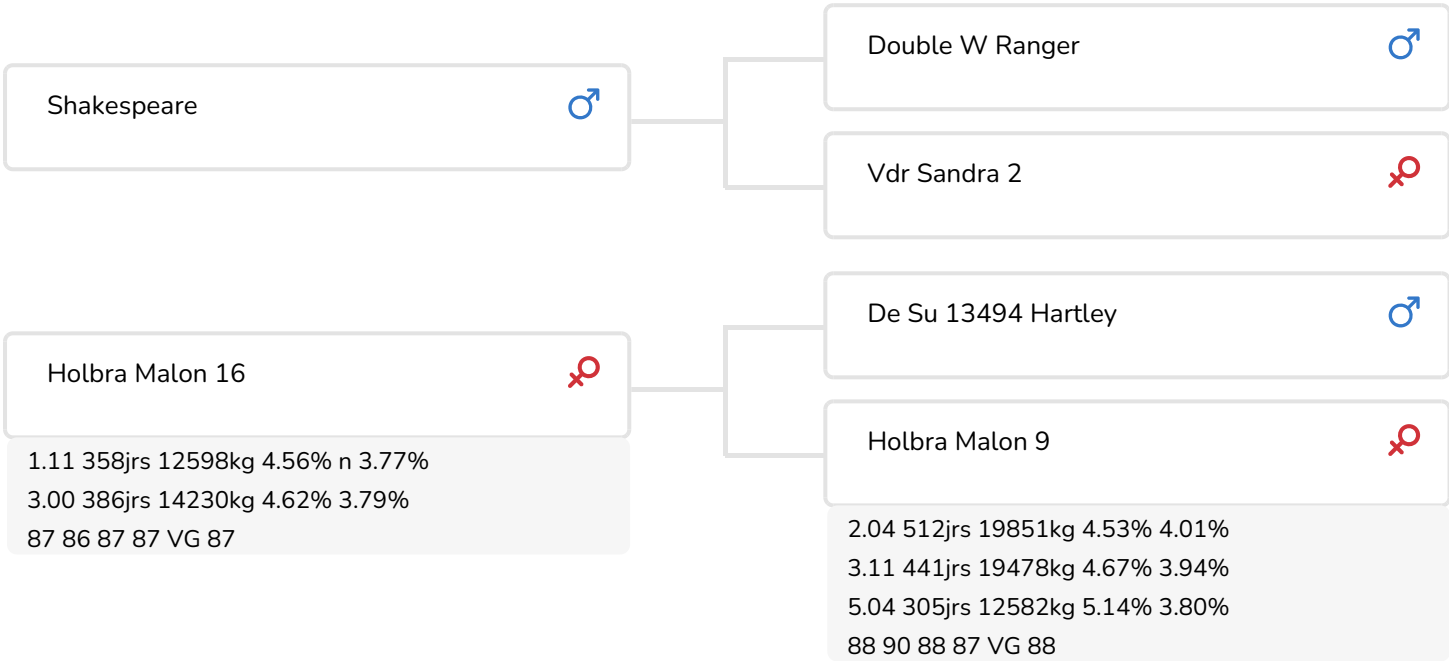 Shakespeare
Double W Ranger
Vdr Sandra 2
Holbra Malon 16
1.11 358jrs 12598kg 4.56% n 3.77%
3.00 386jrs 14230kg 4.62% 3.79%
87 86 87 87 VG 87
De Su 13494 Hartley
Holbra Malon 9
2.04 512jrs 19851kg 4.53% 4.01%
3.11 441jrs 19478kg 4.67% 3.94%
5.04 305jrs 12582kg 5.14% 3.80%
88 90 88 87 VG 88